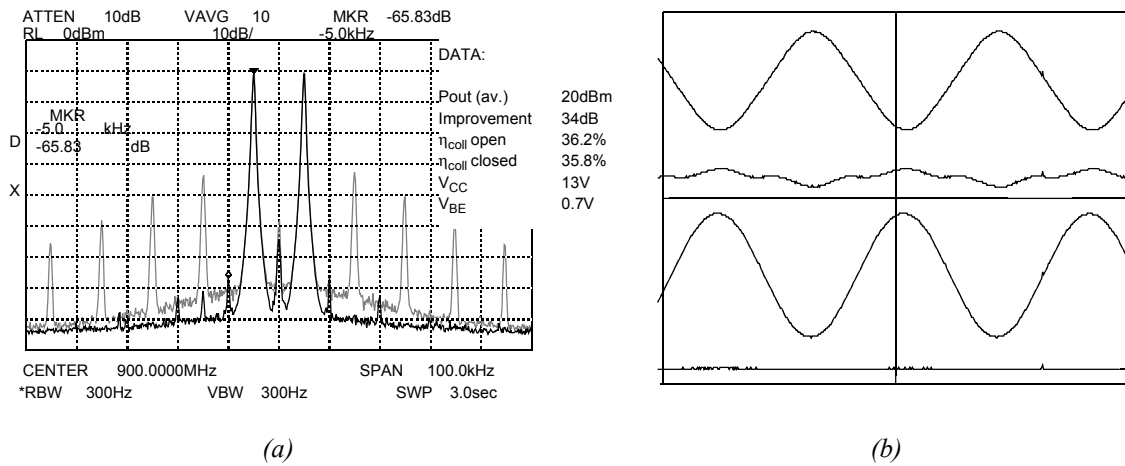 ATTEN 10dB VAVG 10 MKR -65.83dB
RL 0dBm 10dB/ -5.0kHz
DATA:
MKR
-5.0 kHz
-65.83 dB
D
X
Pout (av.) 20dBm
Improvement 34dB
ηcoll open 36.2%
ηcoll closed 35.8%
VCC 13V
VBE 0.7V
CENTER 900.0000MHz SPAN 100.0kHz
*RBW 300Hz VBW 300Hz SWP 3.0sec
(a) (b)